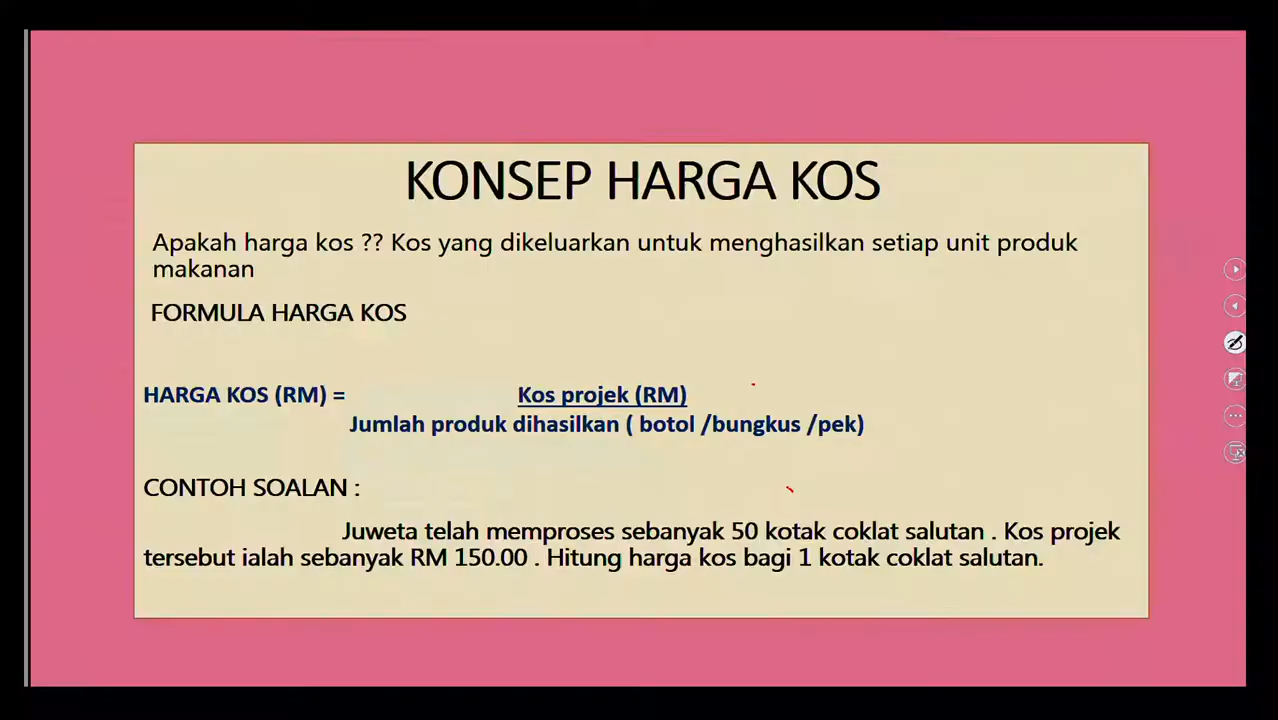 KONSEP HARGA KOS
Apakah harga kos ?? Kos yang dikeluarkan untuk menghasilkan setiap unit produk
makanan
FORMULA HARGA KOS
HARGA KOS (RM) = Kos projek (RM)
Jumlah produk dihasilkan ( botol /bungkus /pek)
CONTOH SOALAN :
Juweta telah memproses sebanyak 50 kotak coklat salutan . Kos projek
tersebut ialah sebanyak RM 150.00 . Hitung harga kos bagi 1 kotak coklat salutan.